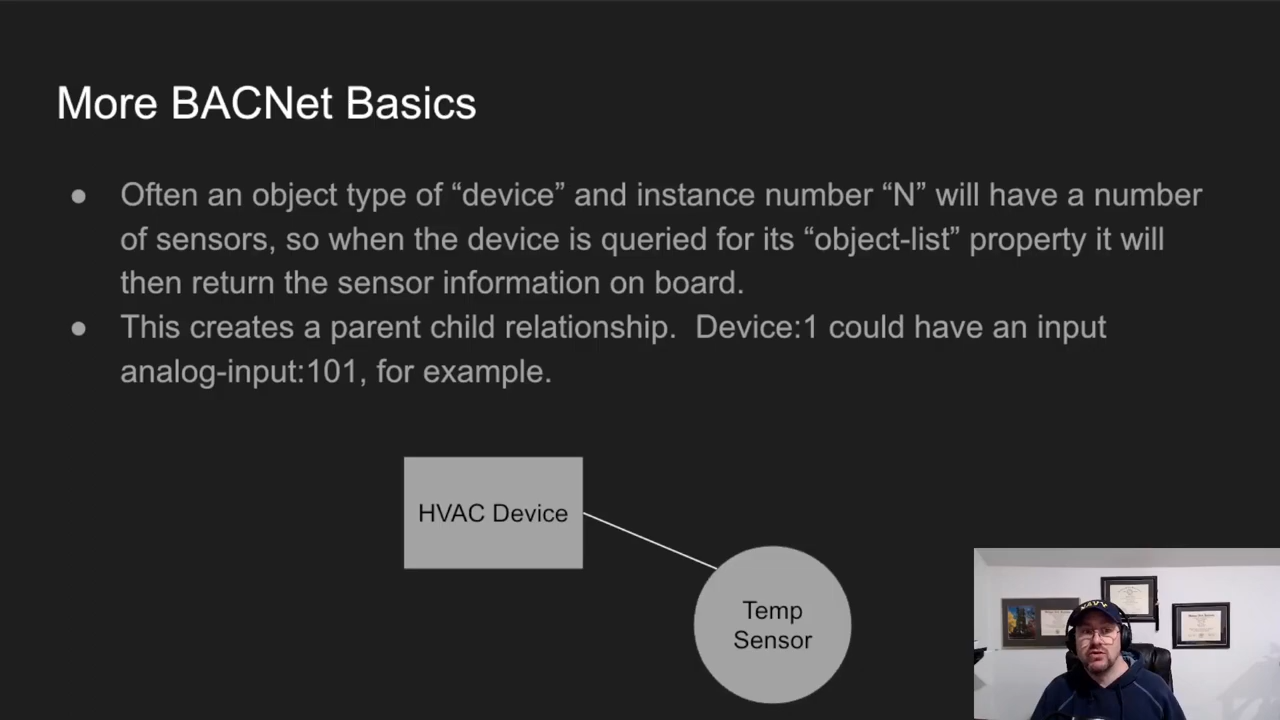 More BACNet Basics
● Often an object type of “device” and instance number “N” will have a number
of sensors, so when the device is queried for its “object-list” property it will
then return the sensor information on board.
● This creates a parent child relationship.  Device:1 could have an input
analog-input:101, for example.
HVAC Device
Temp
Sensor
NAVY